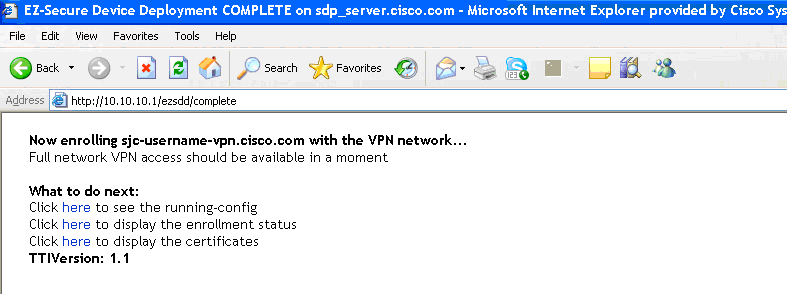 EZ-Secure Device Deployment COMPLETE on sdp_server.cisco.com - Microsoft Internet Explorer provided by Cisco Sys
File Edit View Favorites Tools Help
Back Search Favorites 123
Address http://10.10.10.1/ezsdd/complete
Now enrolling sjc-username-vpn.cisco.com with the VPN network...
Full network VPN access should be available in a moment
What to do next:
Click here to see the running-config
Click here to display the enrollment status
Click here to display the certificates
TTIVersion: 1.1